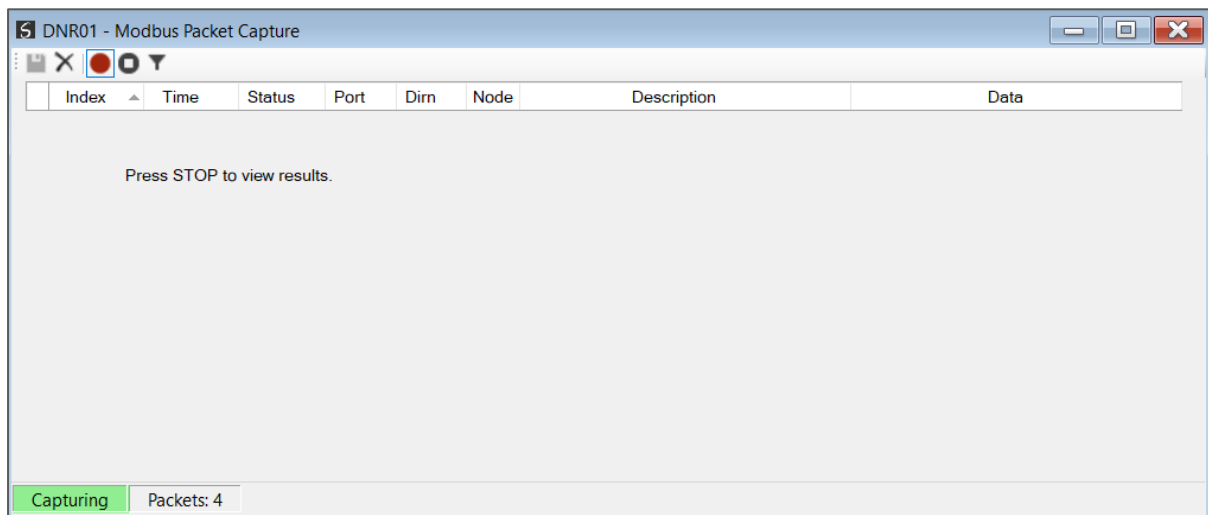 DNR01 - Modbus Packet Capture
Index Time Status Port Dirn Node Description Data
Press STOP to view results.
Capturing Packets: 4